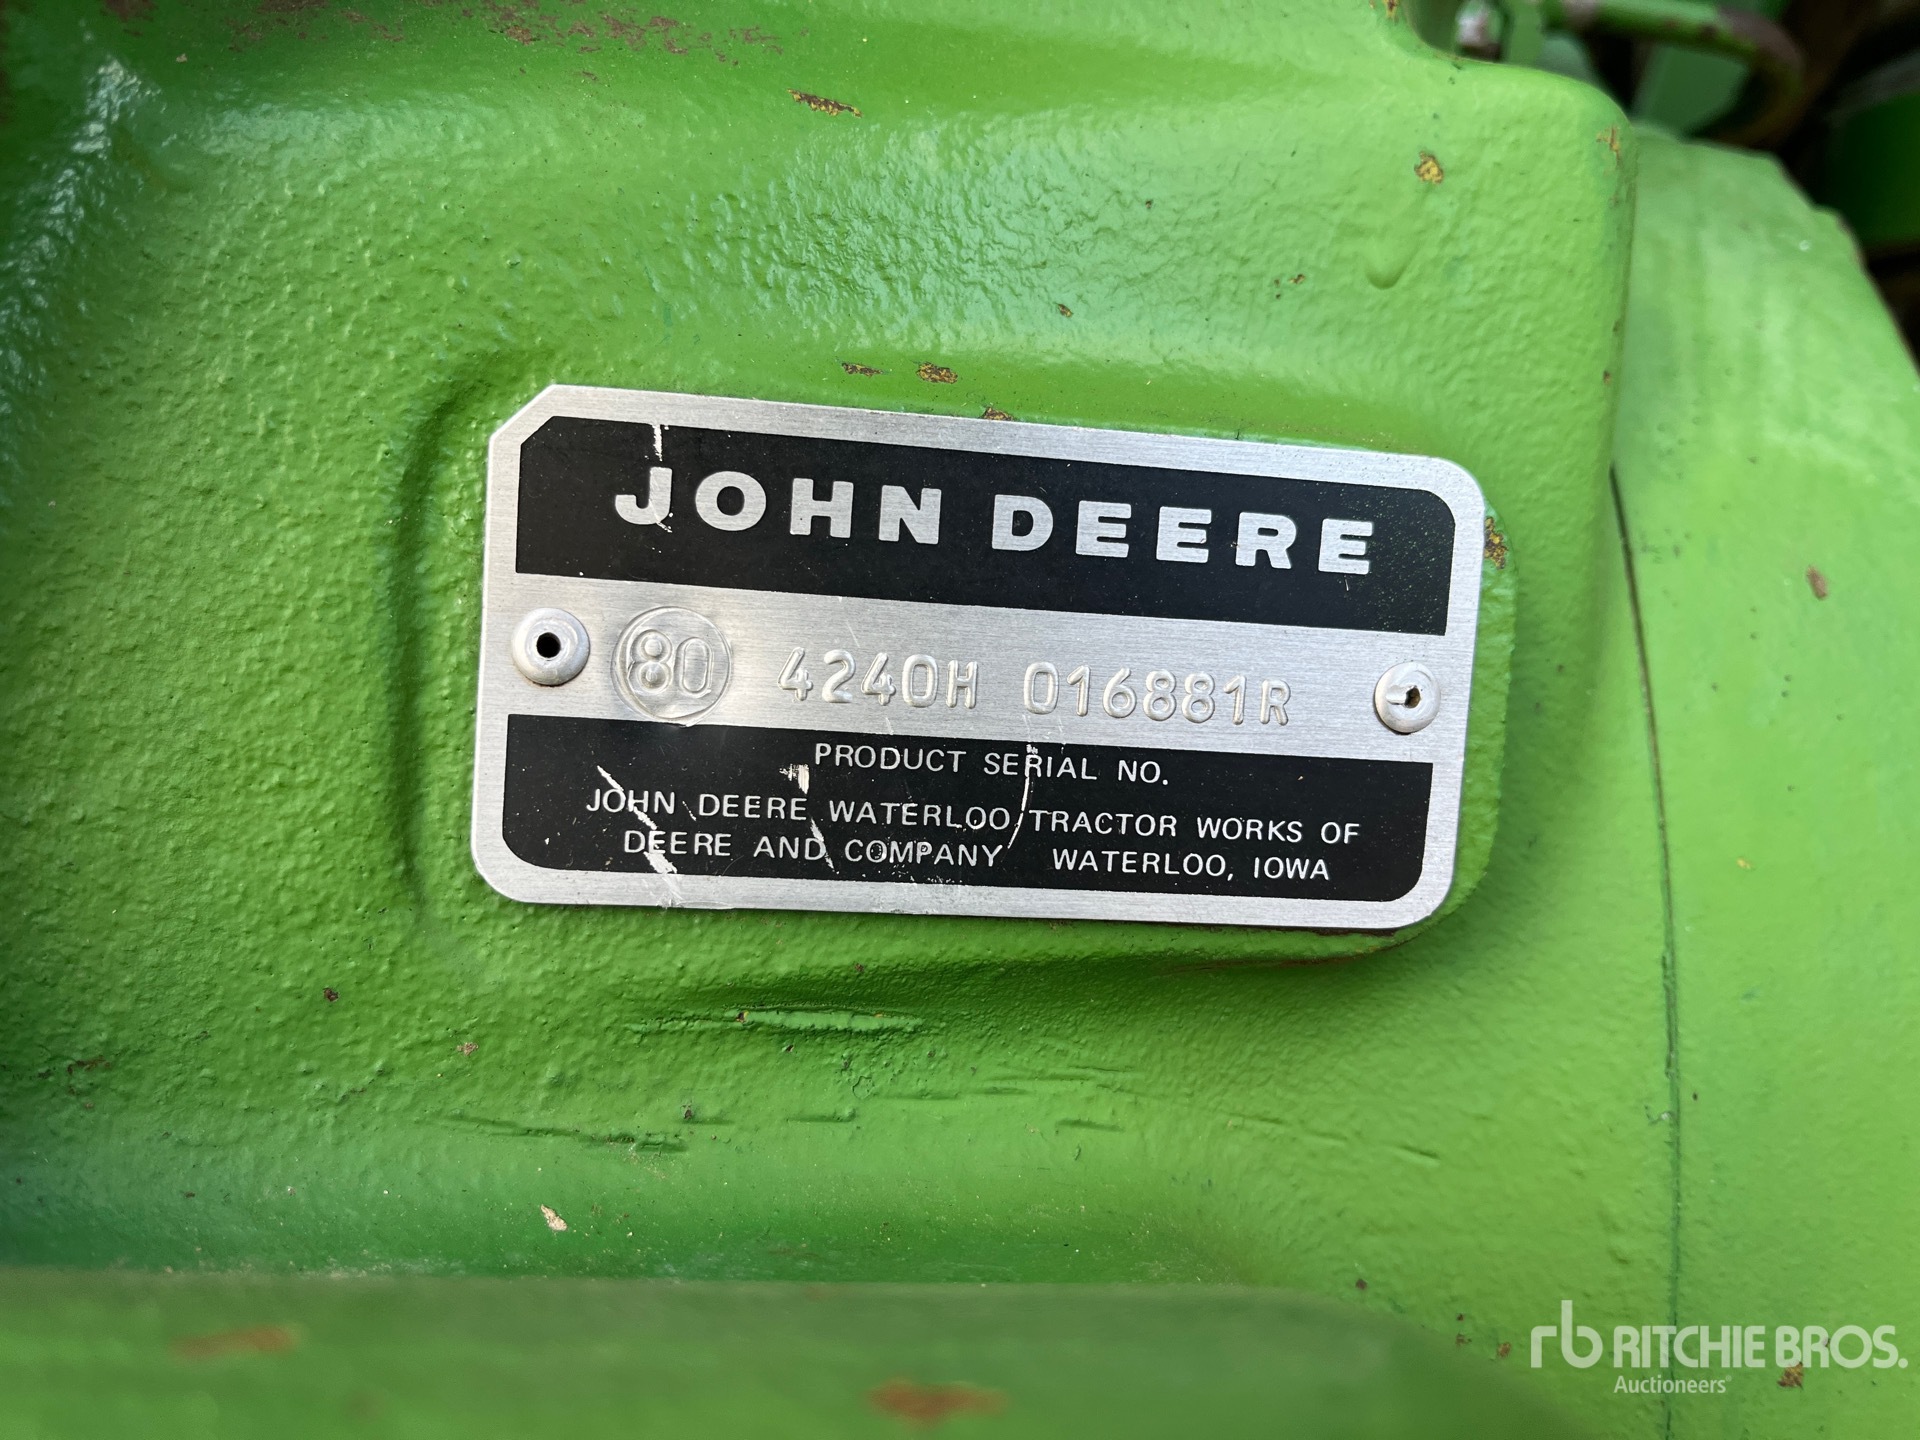 JOHN DEERE
80 4240H 016881R
PRODUCT SERIAL NO.
JOHN DEERE WATERLOO TRACTOR WORKS OF
DEERE AND COMPANY WATERLOO, IOWA
rb RITCHIE BROS.
Auctioneers